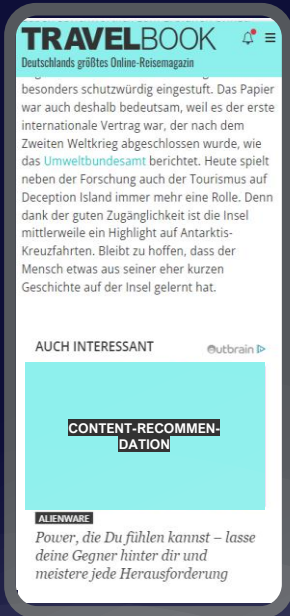 TRAVELBOOK
Deutschlands größtes Online-Reisemagazin
besonders schutzwürdig eingestuft. Das Papier
war auch deshalb bedeutsam, weil es der erste
internationale Vertrag war, der nach dem
Zweiten Weltkrieg abgeschlossen wurde, wie
das Umweltbundesamt berichtet. Heute spielt
neben der Forschung auch der Tourismus auf
Deception Island immer mehr eine Rolle. Denn
dank der guten Zugänglichkeit ist die Insel
mittlerweile ein Highlight auf Antarktis-
Kreuzfahrten. Bleibt zu hoffen, dass der
Mensch etwas aus seiner eher kurzen
Geschichte auf der Insel gelernt hat.
AUCH INTERESSANT
Outbrain
CONTENT-RECOMMEN-
DATION
ALIENWARE
Power, die Du fühlen kannst – lasse
deine Gegner hinter dir und
meistere jede Herausforderung